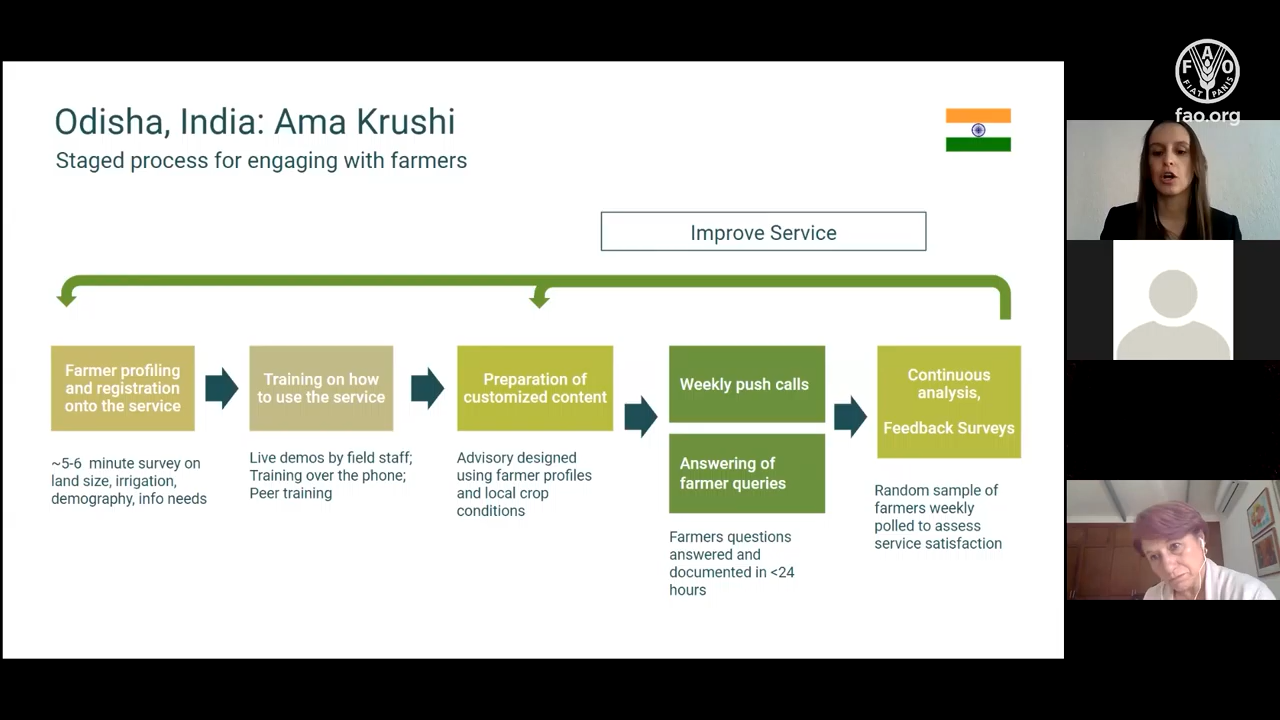 FAO
FIAT PANIS
fao.org
Odisha, India: Ama Krushi
Staged process for engaging with farmers
Improve Service
Farmer profiling
and registration
onto the service
~5-6 minute survey on
land size, irrigation,
demography, info needs
Training on how
to use the service
Live demos by field staff;
Training over the phone;
Peer training
Preparation of
customized content
Advisory designed
using farmer profiles
and local crop
conditions
Weekly push calls
Answering of
farmer queries
Farmers questions
answered and
documented in <24
hours
Continuous
analysis,
Feedback Surveys
Random sample of
farmers weekly
polled to assess
service satisfaction